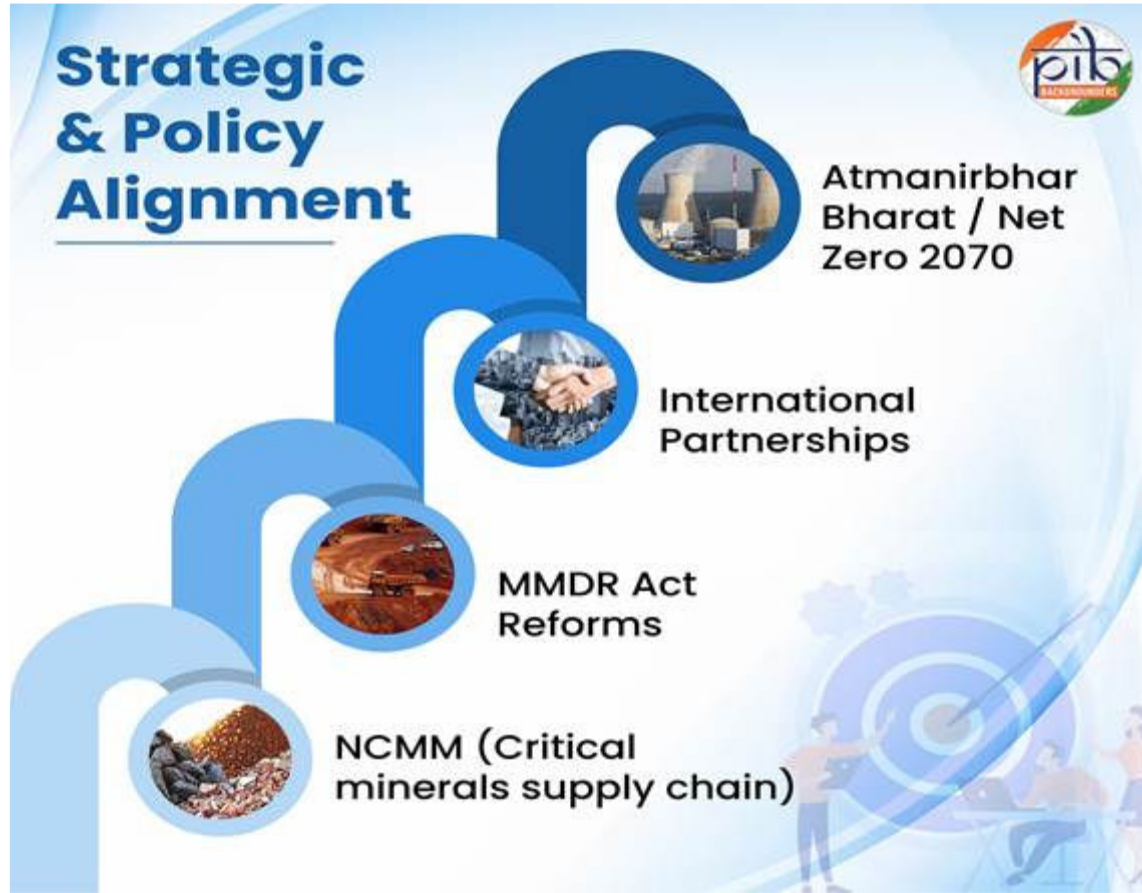 Strategic
& Policy
Alignment
pib
BACKGROUNDERS
Atmanirbhar
Bharat / Net
Zero 2070
International
Partnerships
MMDR Act
Reforms
NCMM (Critical
minerals supply chain)